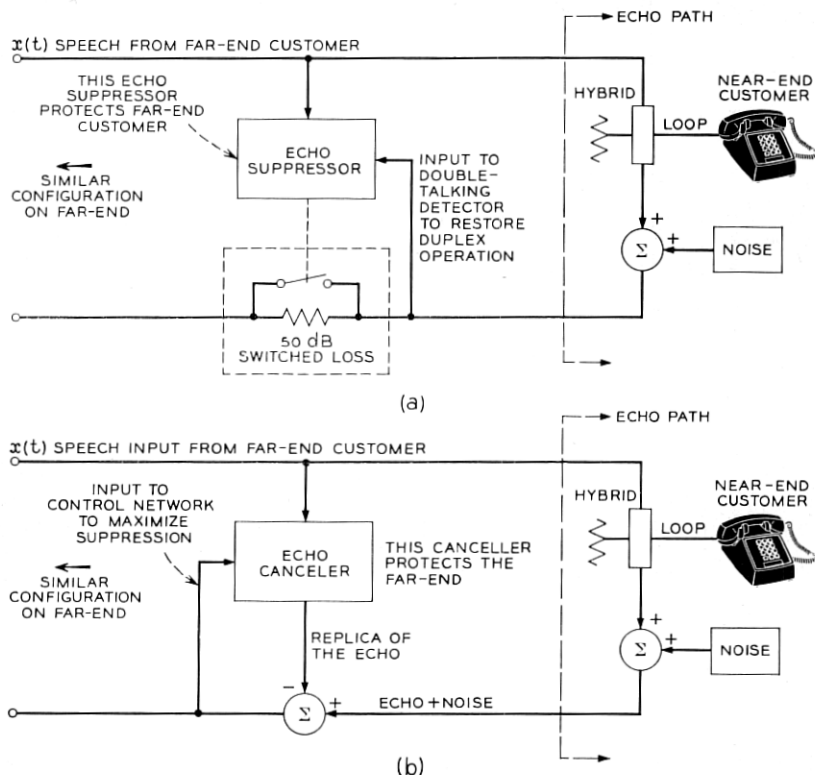 ECHO PATH
x(t) SPEECH FROM FAR-END CUSTOMER
THIS ECHO
SUPPRESSOR
PROTECTS FAR-END
CUSTOMER
SIMILAR
CONFIGURATION
ON FAR-END
ECHO
SUPPRESSOR
INPUT TO
DOUBLE-
TALKING
DETECTOR
TO RESTORE
DUPLEX
OPERATION
50 dB
SWITCHED LOSS
HYBRID
LOOP
NEAR-END
CUSTOMER
+
+
Σ
NOISE
(a)
ECHO PATH
x(t) SPEECH INPUT FROM FAR-END CUSTOMER
INPUT TO
CONTROL NETWORK
TO MAXIMIZE
SUPPRESSION
SIMILAR
CONFIGURATION
ON FAR-END
ECHO
CANCELER
THIS CANCELLER
PROTECTS THE
FAR-END
REPLICA OF
THE ECHO
−
+
Σ
ECHO+NOISE
HYBRID
LOOP
NEAR-END
CUSTOMER
+
+
Σ
NOISE
(b)